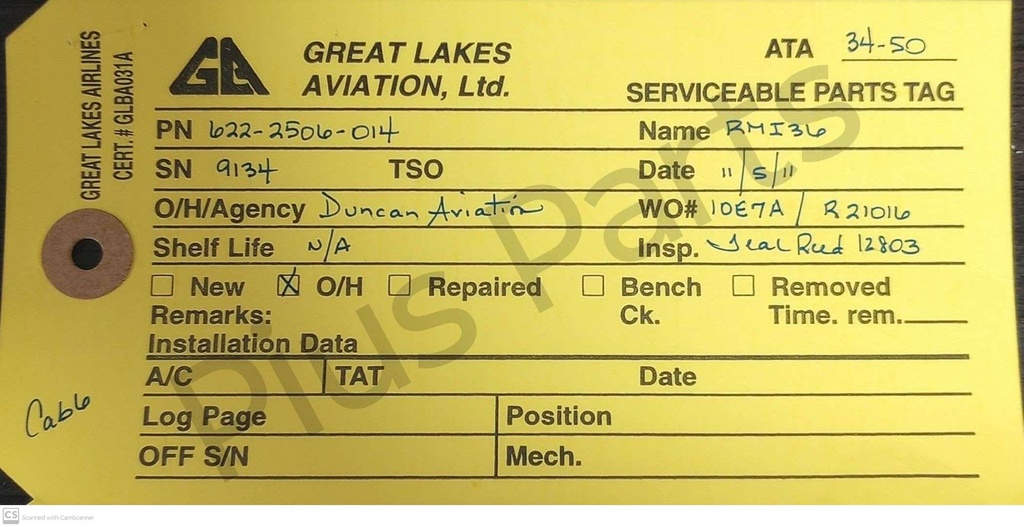 GREAT LAKES AIRLINES
CERT. # GLBA031A
GREAT LAKES
AVIATION, Ltd.
ATA 34-50
SERVICEABLE PARTS TAG
PN 622-2506-014 Name RMI36
SN 9134 TSO Date 11/5/11
O/H/Agency Duncan Aviation WO# 10E7A / R21016
Shelf Life N/A Insp. Reed 12803
☐ New ☒ O/H ☐ Repaired ☐ Bench ☐ Removed
Remarks: Ck. Time. rem.
Installation Data
A/C TAT Date
Log Page Position
OFF S/N Mech.
Plus Parts
CS Scanned with CamScanner